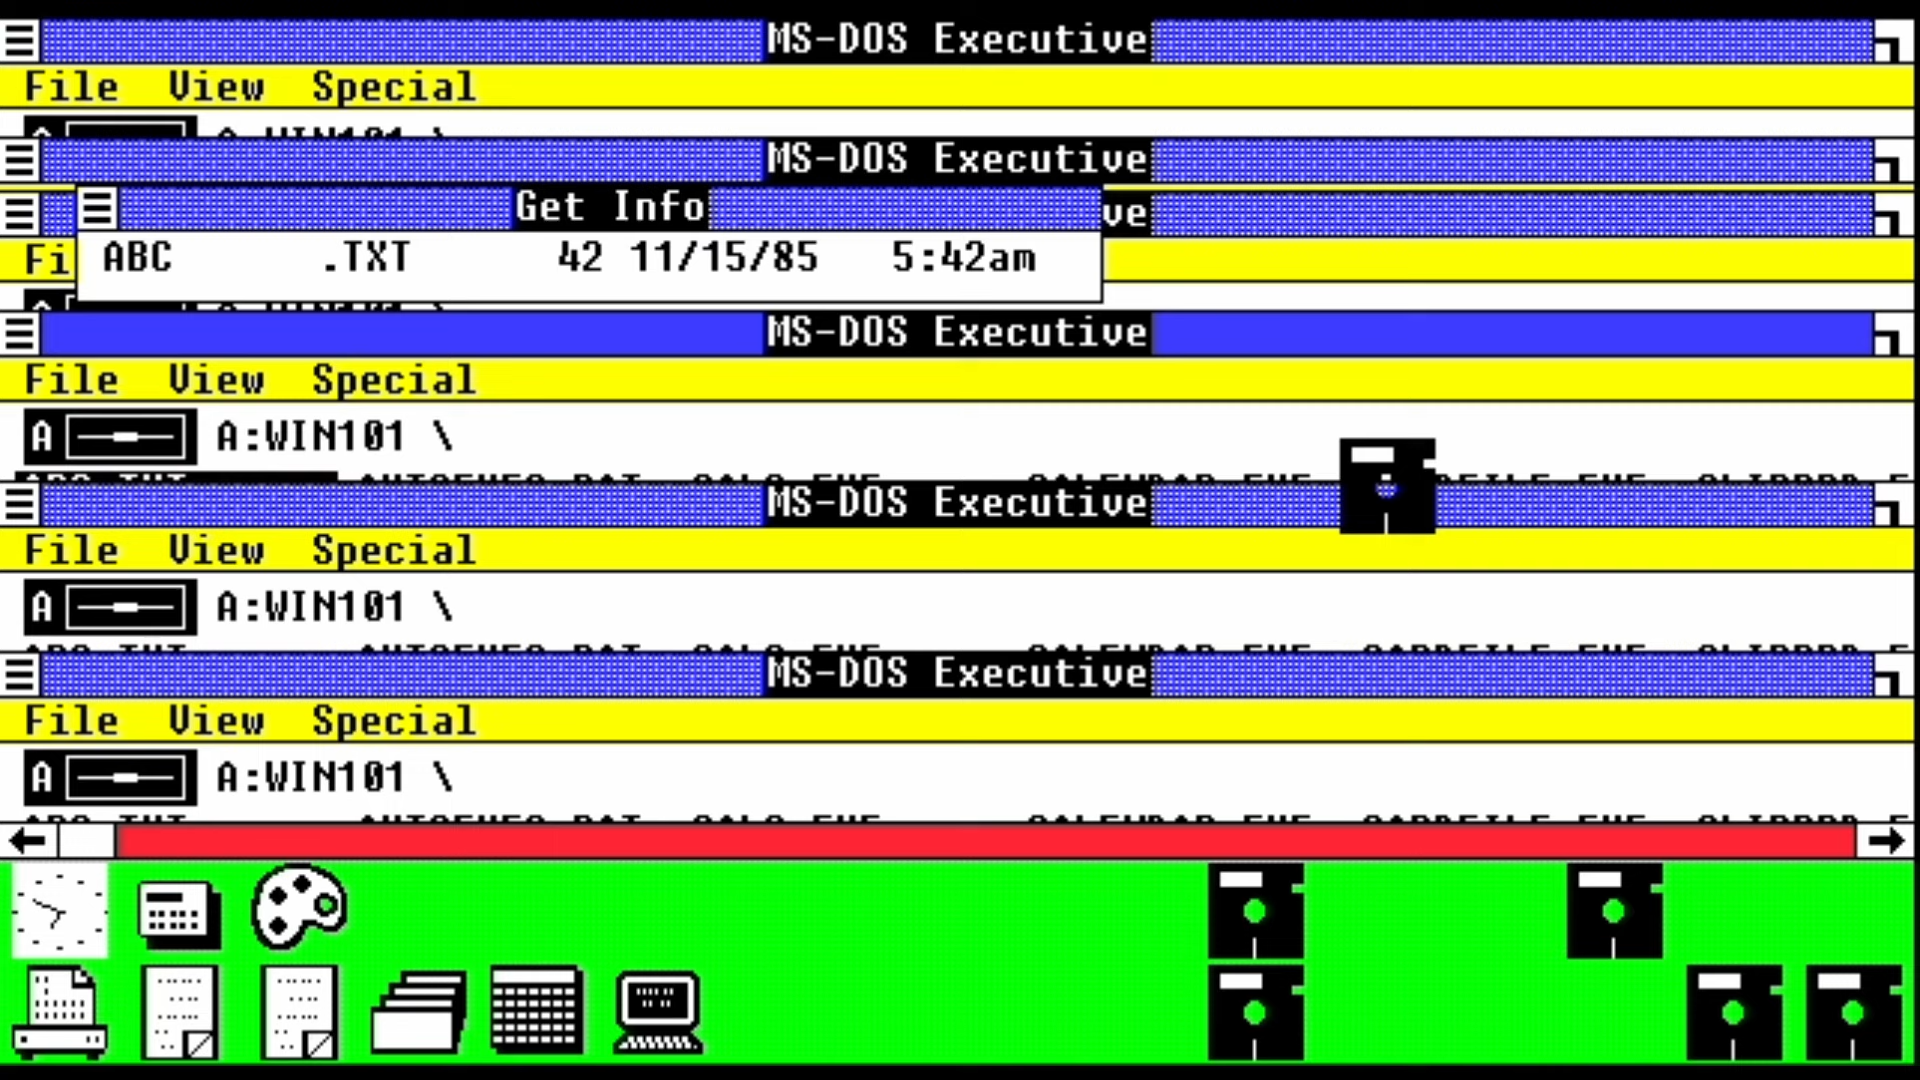 MS-DOS Executive
File View Special
A:WIN101 \
MS-DOS Executive
Get Info
ve
Fi
ABC .TXT 42 11/15/85 5:42am
MS-DOS Executive
File View Special
A A:WIN101 \
MS-DOS Executive
File View Special
A A:WIN101 \
MS-DOS Executive
File View Special
A A:WIN101 \